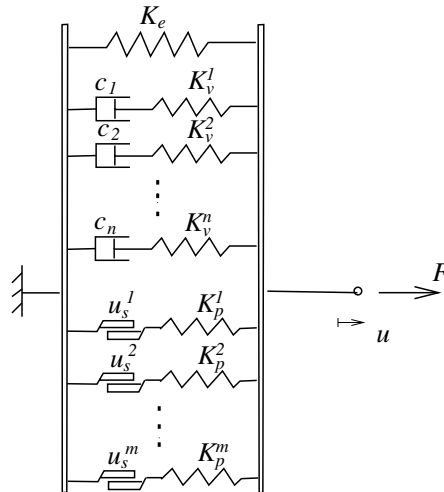 K_e
c_1 K_v^1
c_2 K_v^2
c_n K_v^n
F
u_s^1 K_p^1
u
u_s^2 K_p^2
u_s^m K_p^m